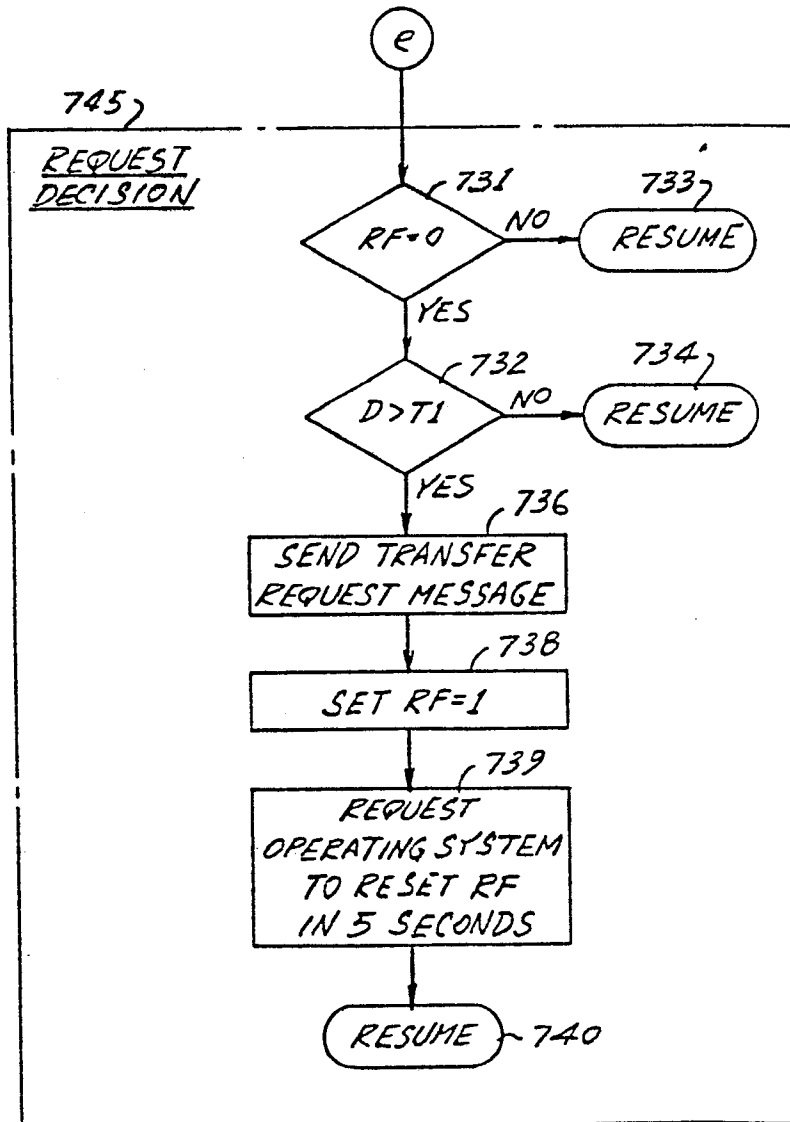 e
745
REQUEST
DECISION
731
RF=0
NO
733
RESUME
YES
732
D>T1
NO
734
RESUME
YES
736
SEND TRANSFER
REQUEST MESSAGE
738
SET RF=1
739
REQUEST
OPERATING SYSTEM
TO RESET RF
IN 5 SECONDS
RESUME
740